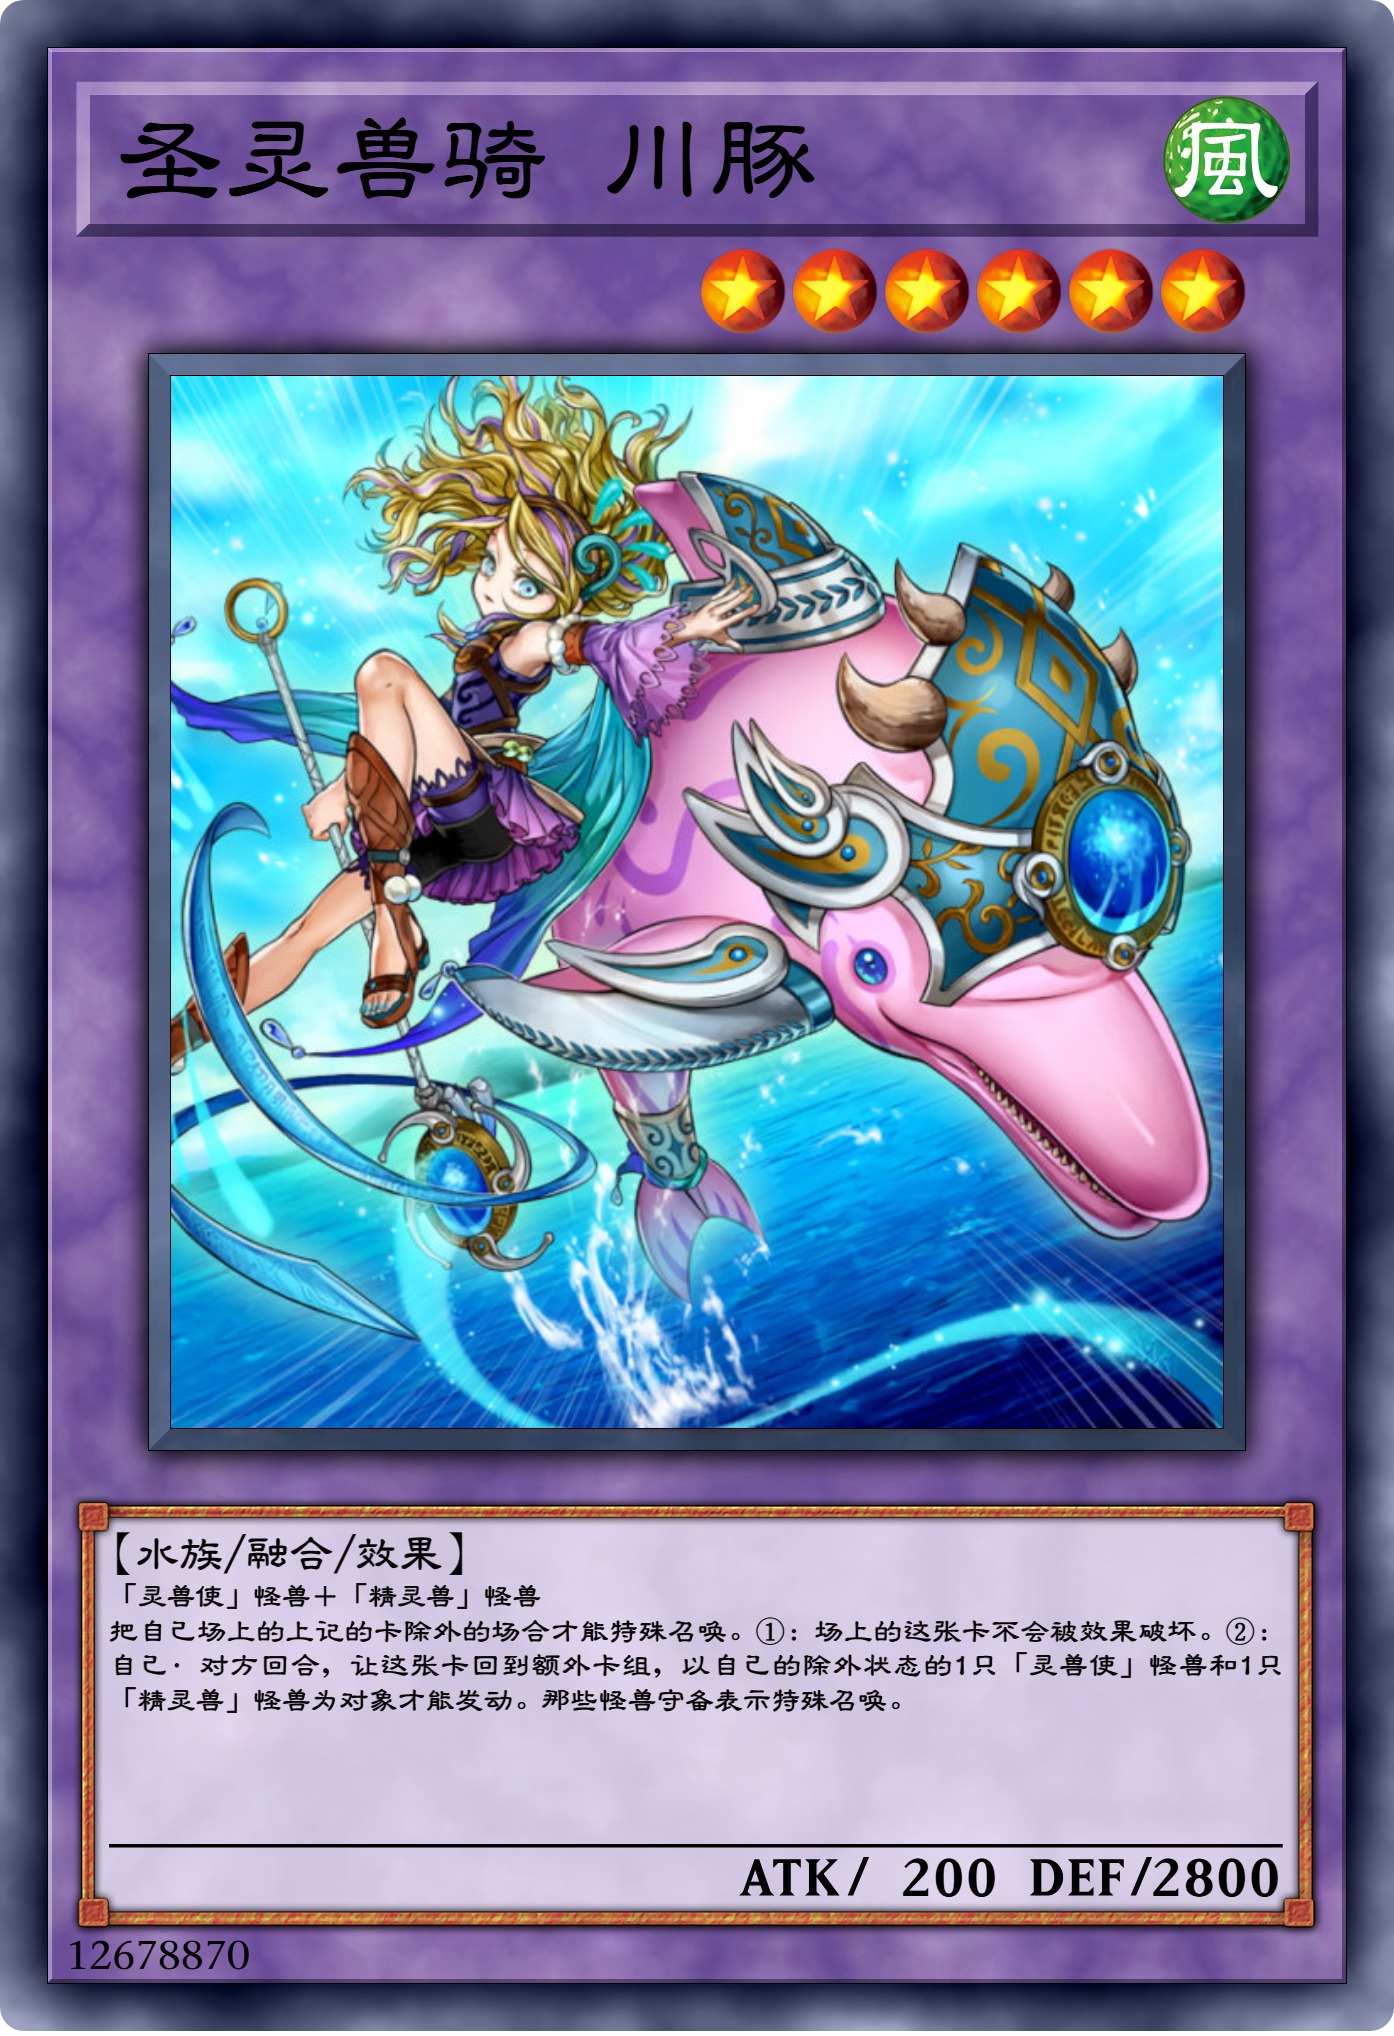 圣灵兽骑 川豚
風
【水族/融合/效果】
「灵兽使」怪兽＋「精灵兽」怪兽
把自己场上的上记的卡除外的场合才能特殊召唤。①：场上的这张卡不会被效果破坏。②：
自己·对方回合，让这张卡回到额外卡组，以自己的除外状态的1只「灵兽使」怪兽和1只
「精灵兽」怪兽为对象才能发动。那些怪兽守备表示特殊召唤。
ATK/ 200 DEF/2800
12678870